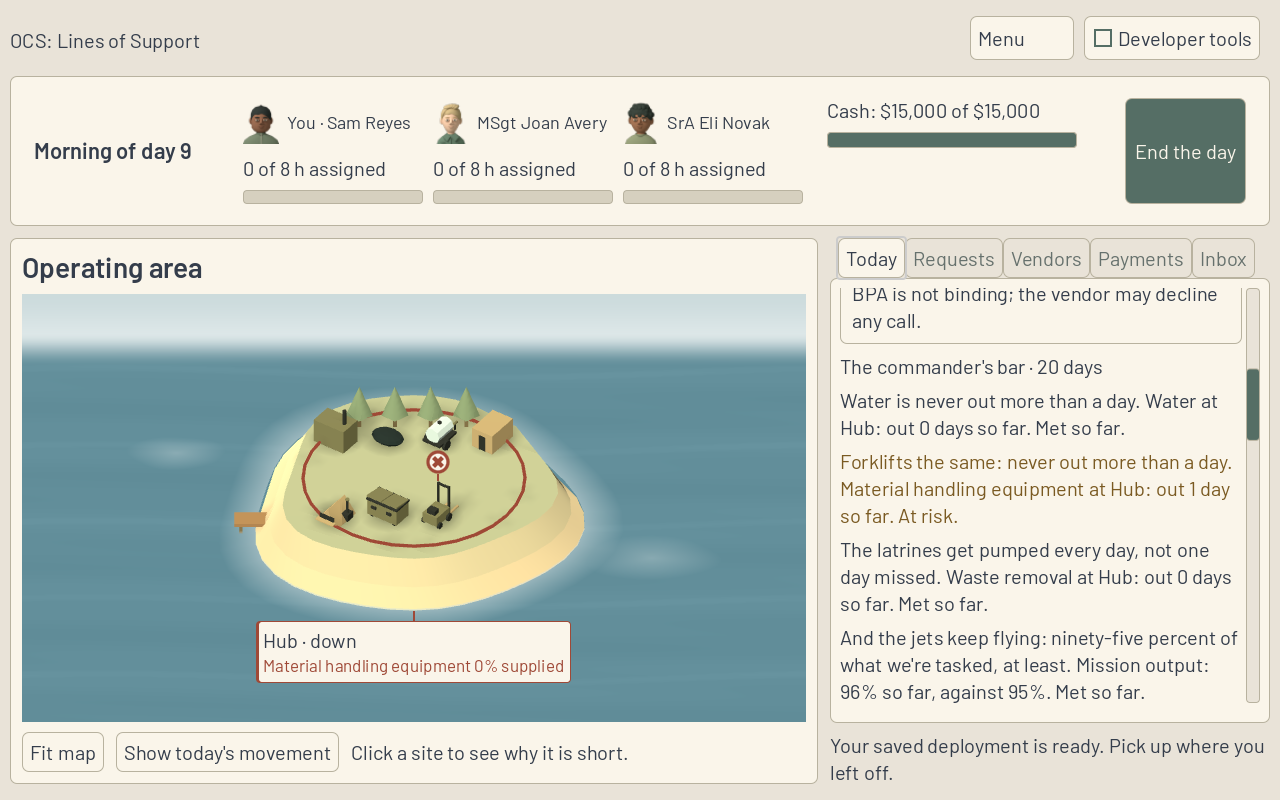 OCS: Lines of Support
Menu
Developer tools
Morning of day 9
You · Sam Reyes
0 of 8 h assigned
MSgt Joan Avery
0 of 8 h assigned
SrA Eli Novak
0 of 8 h assigned
Cash: $15,000 of $15,000
End the day
Operating area
Hub · down
Material handling equipment 0% supplied
Fit map
Show today's movement
Click a site to see why it is short.
Today
Requests
Vendors
Payments
Inbox
BPA is not binding; the vendor may decline
any call.
The commander's bar · 20 days
Water is never out more than a day. Water at
Hub: out 0 days so far. Met so far.
Forklifts the same: never out more than a day.
Material handling equipment at Hub: out 1 day
so far. At risk.
The latrines get pumped every day, not one
day missed. Waste removal at Hub: out 0 days
so far. Met so far.
And the jets keep flying: ninety-five percent of
what we're tasked, at least. Mission output:
96% so far, against 95%. Met so far.
Your saved deployment is ready. Pick up where you
left off.